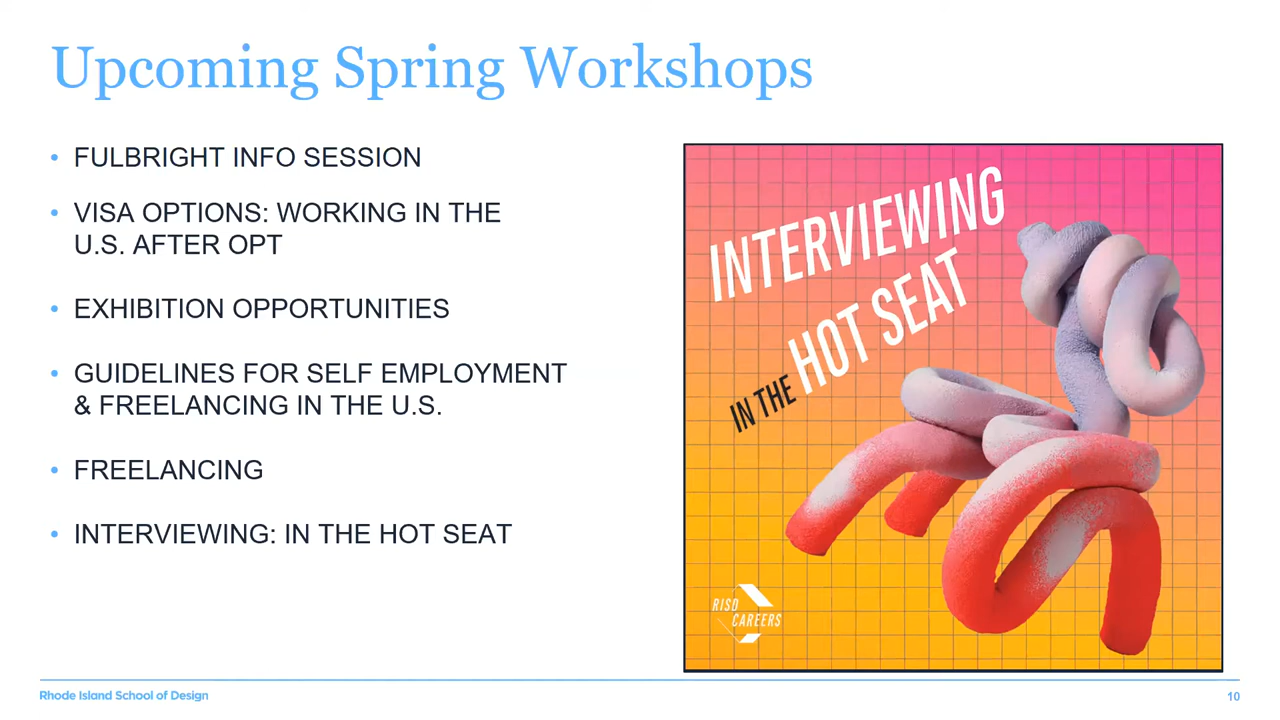 Upcoming Spring Workshops
• FULBRIGHT INFO SESSION
• VISA OPTIONS: WORKING IN THE
U.S. AFTER OPT
• EXHIBITION OPPORTUNITIES
• GUIDELINES FOR SELF EMPLOYMENT
& FREELANCING IN THE U.S.
• FREELANCING
• INTERVIEWING: IN THE HOT SEAT
INTERVIEWING
IN THE HOT SEAT
RISD
CAREERS
Rhode Island School of Design
10